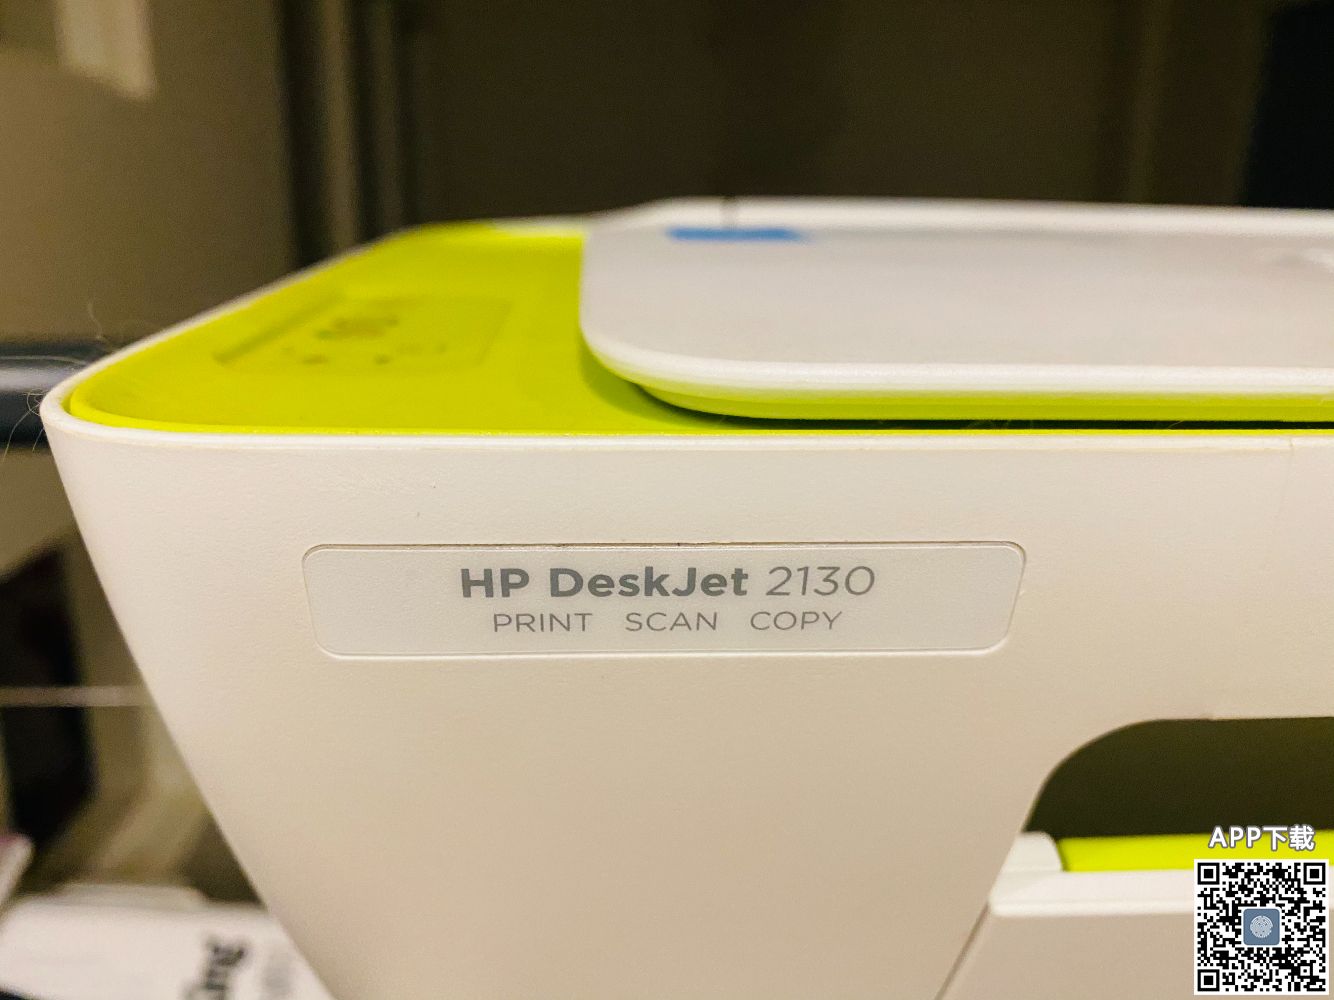 HP DeskJet 2130
PRINT SCAN COPY
APP下载